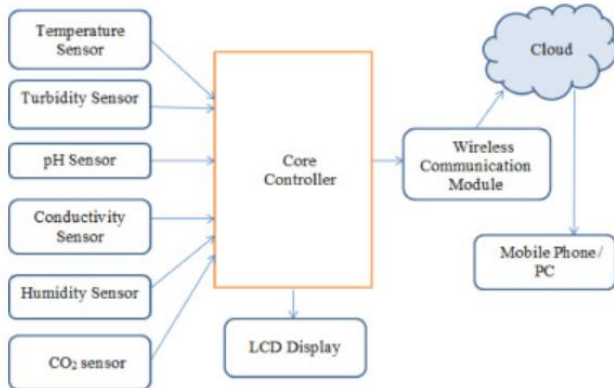 Temperature
Sensor
Turbidity Sensor
pH Sensor
Conductivity
Sensor
Humidity Sensor
CO₂ sensor
Core
Controller
LCD Display
Wireless
Communication
Module
Cloud
Mobile Phone /
PC